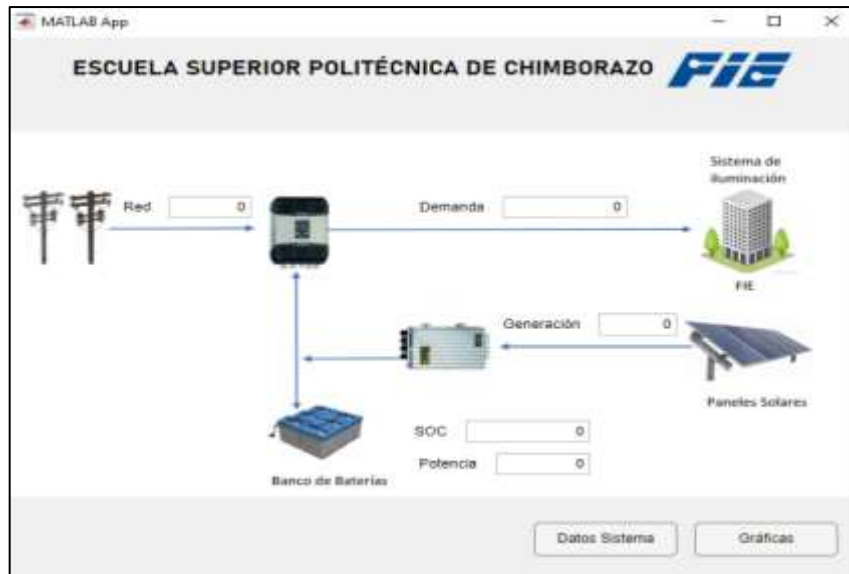 MATLAB App
ESCUELA SUPERIOR POLITÉCNICA DE CHIMBORAZO FIE
Sistema de
iluminación
Red 0
Demanda 0
FIE
Generación 0
Paneles Solares
SOC 0
Potencia 0
Banco de Baterías
Datos Sistema Gráficas